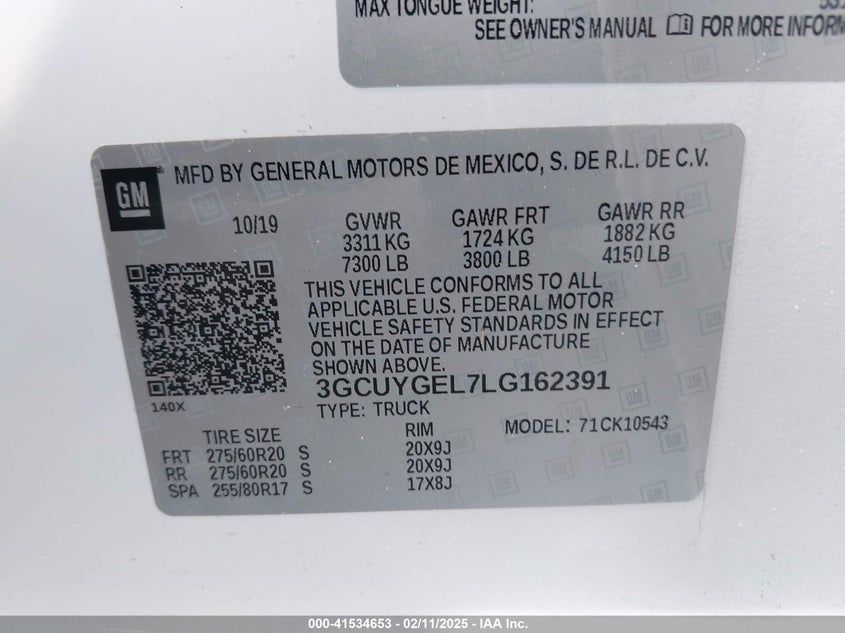 MAX TONGUE WEIGHT:
SEE OWNER'S MANUAL FOR MORE INFORM
GM
MFD BY GENERAL MOTORS DE MEXICO, S. DE R.L. DE C.V.
10/19 GVWR GAWR FRT GAWR RR
3311 KG 1724 KG 1882 KG
7300 LB 3800 LB 4150 LB
THIS VEHICLE CONFORMS TO ALL
APPLICABLE U.S. FEDERAL MOTOR
VEHICLE SAFETY STANDARDS IN EFFECT
ON THE DATE OF MANUFACTURE
SHOWN ABOVE.
3GCUYGEL7LG162391
140X
TYPE: TRUCK
TIRE SIZE RIM MODEL: 71CK10543
FRT 275/60R20 S 20X9J
RR 275/60R20 S 20X9J
SPA 255/80R17 S 17X8J
000-41534653 - 02/11/2025 - IAA Inc.